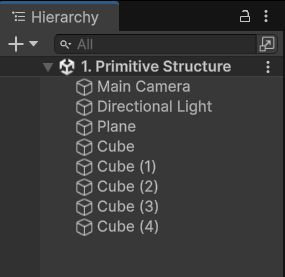 Hierarchy
All
1. Primitive Structure
Main Camera
Directional Light
Plane
Cube
Cube (1)
Cube (2)
Cube (3)
Cube (4)